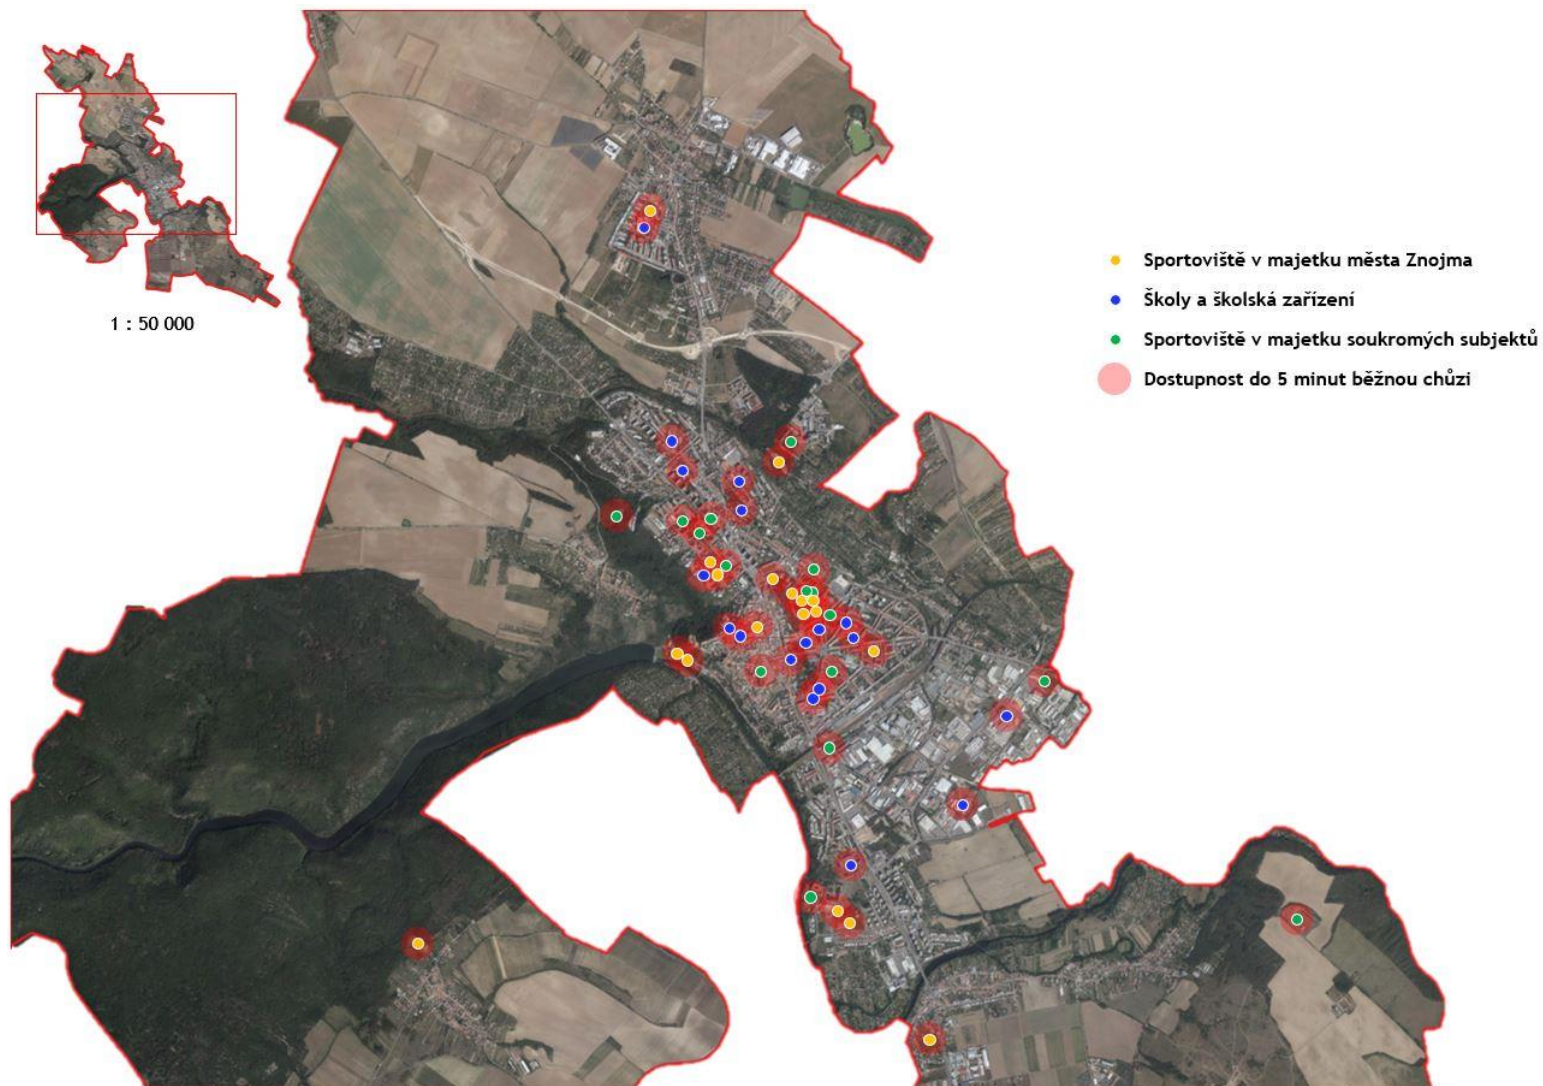 1 : 50 000
Sportoviště v majetku města Znojma
Školy a školská zařízení
Sportoviště v majetku soukromých subjektů
Dostupnost do 5 minut běžnou chůzí